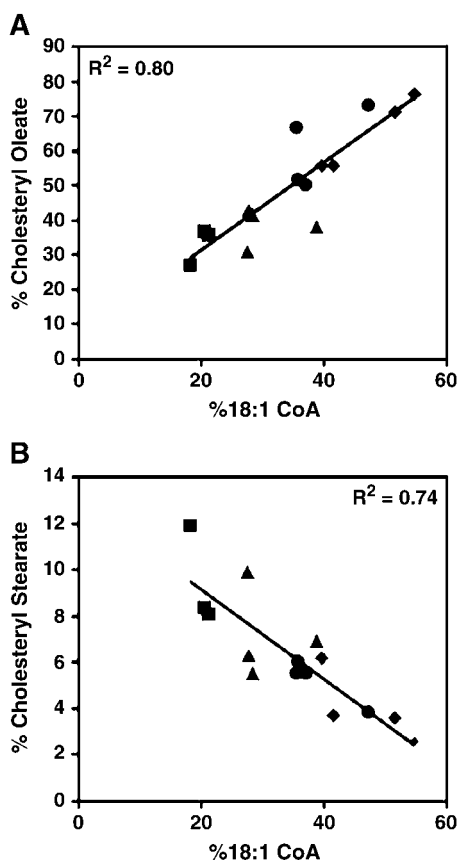 A
R² = 0.80
% Cholesteryl Oleate
90
80
70
60
50
40
30
20
10
0
0 20 40 60
%18:1 CoA
B
R² = 0.74
% Cholesteryl Stearate
14
12
10
8
6
4
2
0
0 20 40 60
%18:1 CoA